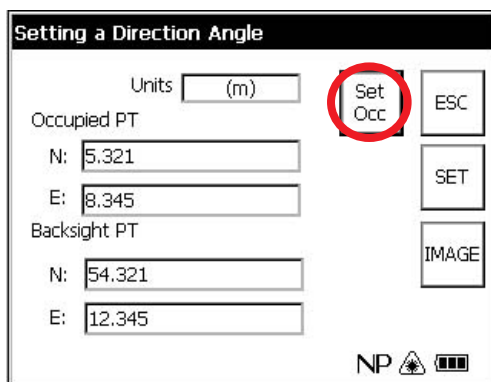 Setting a Direction Angle
Units (m)
Set Occ
ESC
Occupied PT
N: 5.321
SET
E: 8.345
Backsight PT
IMAGE
N: 54.321
E: 12.345
NP